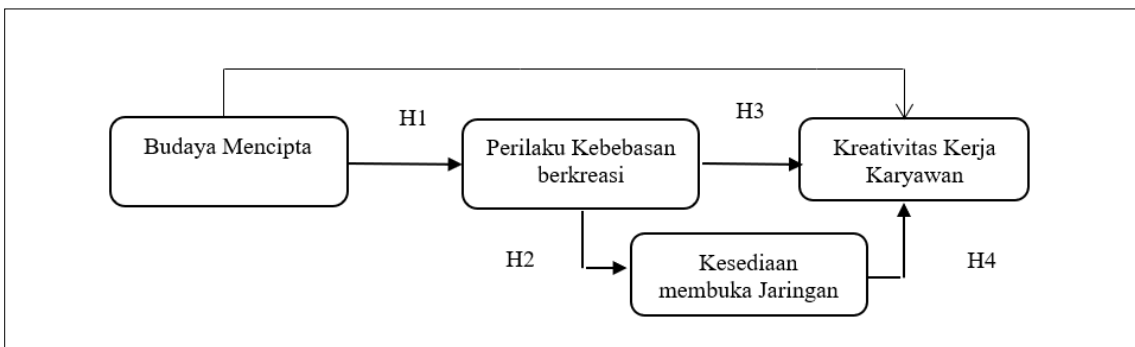 H1
H3
Budaya Mencipta
Perilaku Kebebasan
berkreasi
Kreativitas Kerja
Karyawan
H2
Kesediaan
membuka Jaringan
H4